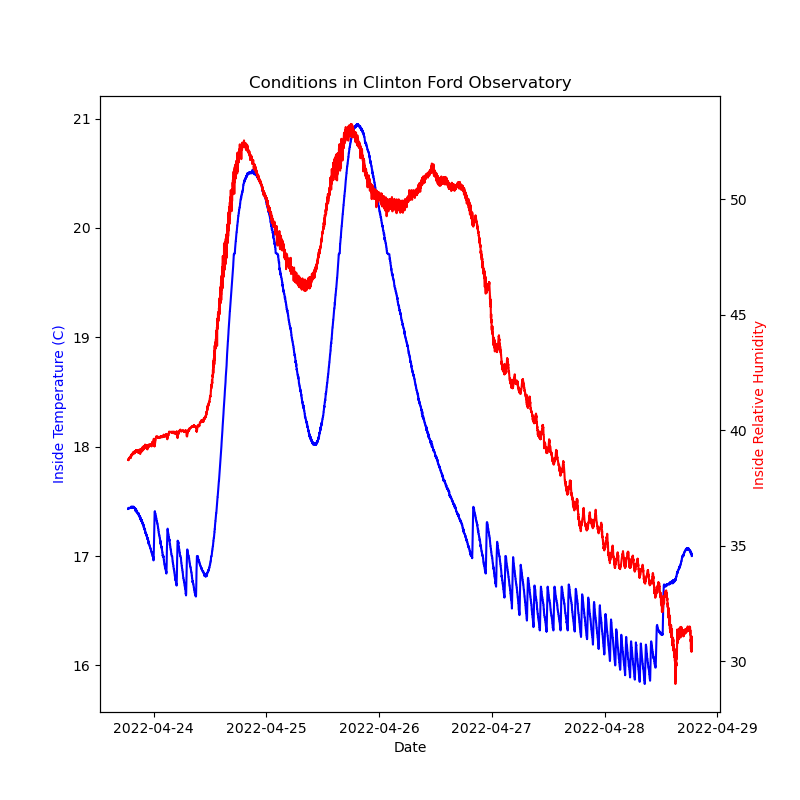 Conditions in Clinton Ford Observatory
21
20
19
18
17
16
Inside Temperature (C)
50
45
40
35
30
Inside Relative Humidity
2022-04-24 2022-04-25 2022-04-26 2022-04-27 2022-04-28 2022-04-29
Date